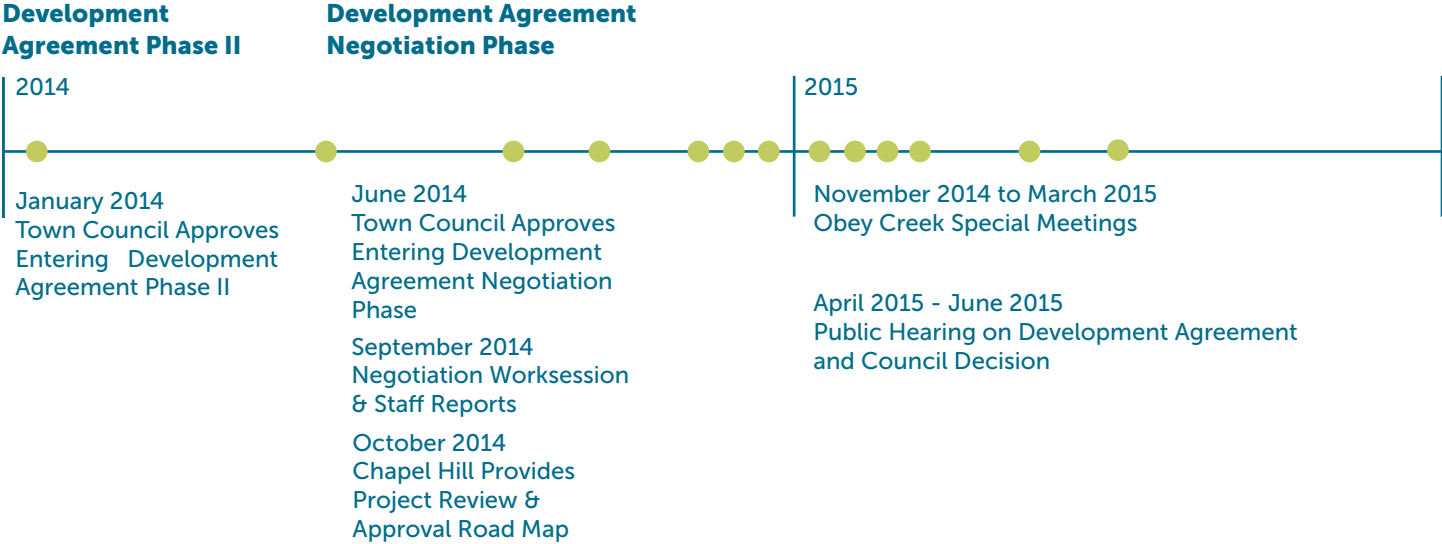 Development
Agreement Phase II
Development Agreement
Negotiation Phase
2014
2015
January 2014
Town Council Approves
Entering Development
Agreement Phase II
June 2014
Town Council Approves
Entering Development
Agreement Negotiation
Phase
September 2014
Negotiation Worksession
& Staff Reports
October 2014
Chapel Hill Provides
Project Review &
Approval Road Map
November 2014 to March 2015
Obey Creek Special Meetings
April 2015 - June 2015
Public Hearing on Development Agreement
and Council Decision